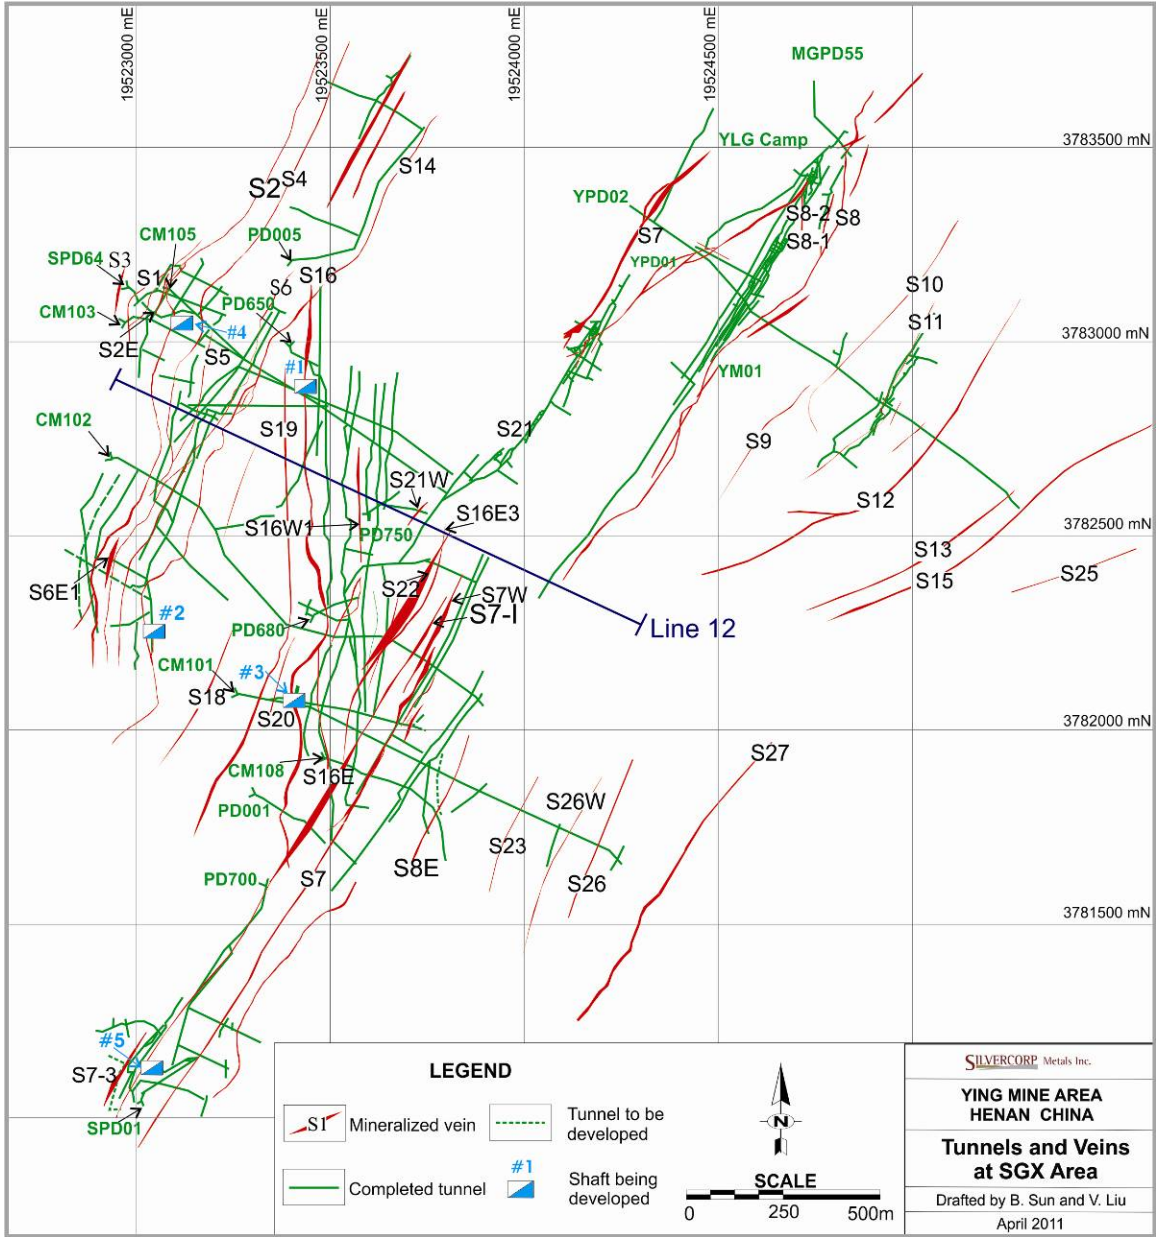 19523000 mE
19523500 mE
19524000 mE
19524500 mE
MGPD55
3783500 mN
YLG Camp
S14
S2
S4
YPD02
S8-2
S8
S7
S8-1
CM105
PD005
SPD64
S3
S1
YPD01
S16
S6
S10
PD650
CM103
#4
S11
S2E
S5
3783000 mN
#1
YM01
CM102
S19
S21
S9
S21W
S12
S16E3
S16W1
PD750
3782500 mN
S13
S15
S25
S6E1
S22
S7W
S7-I
#2
PD680
Line 12
CM101
#3
S18
S20
3782000 mN
S27
CM108
S16E
S26W
PD001
S23
S8E
S7
S26
PD700
3781500 mN
#5
S7-3
SPD01
LEGEND
S1
Mineralized vein
Tunnel to be
developed
Completed tunnel
#1
Shaft being
developed
N
SCALE
0
250
500m
SILVERCORP Metals Inc.
YING MINE AREA
HENAN CHINA
Tunnels and Veins
at SGX Area
Drafted by B. Sun and V. Liu
April 2011